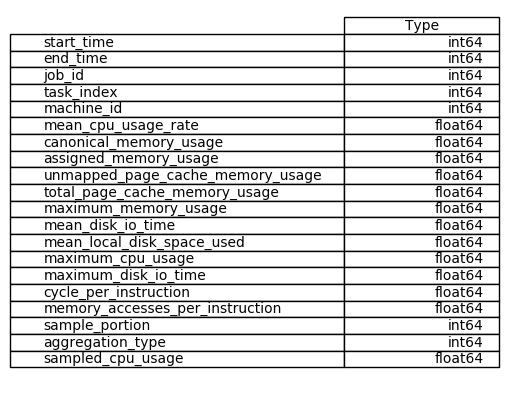 Type
start_time int64
end_time int64
job_id int64
task_index int64
machine_id int64
mean_cpu_usage_rate float64
canonical_memory_usage float64
assigned_memory_usage float64
unmapped_page_cache_memory_usage float64
total_page_cache_memory_usage float64
maximum_memory_usage float64
mean_disk_io_time float64
mean_local_disk_space_used float64
maximum_cpu_usage float64
maximum_disk_io_time float64
cycle_per_instruction float64
memory_accesses_per_instruction float64
sample_portion int64
aggregation_type int64
sampled_cpu_usage float64